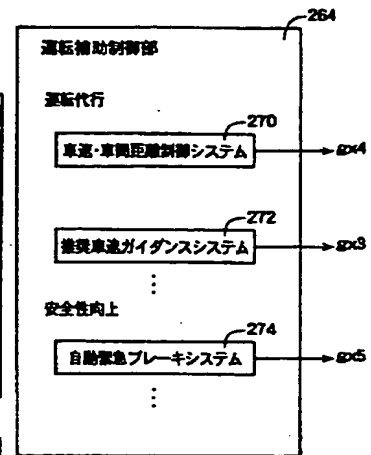 264
運転補助制御部
運転代行
270
車速・車間距離制御システム
gx4
272
推奨車速ガイダンスシステム
gx3
安全性向上
274
自動緊急ブレーキシステム
gx5